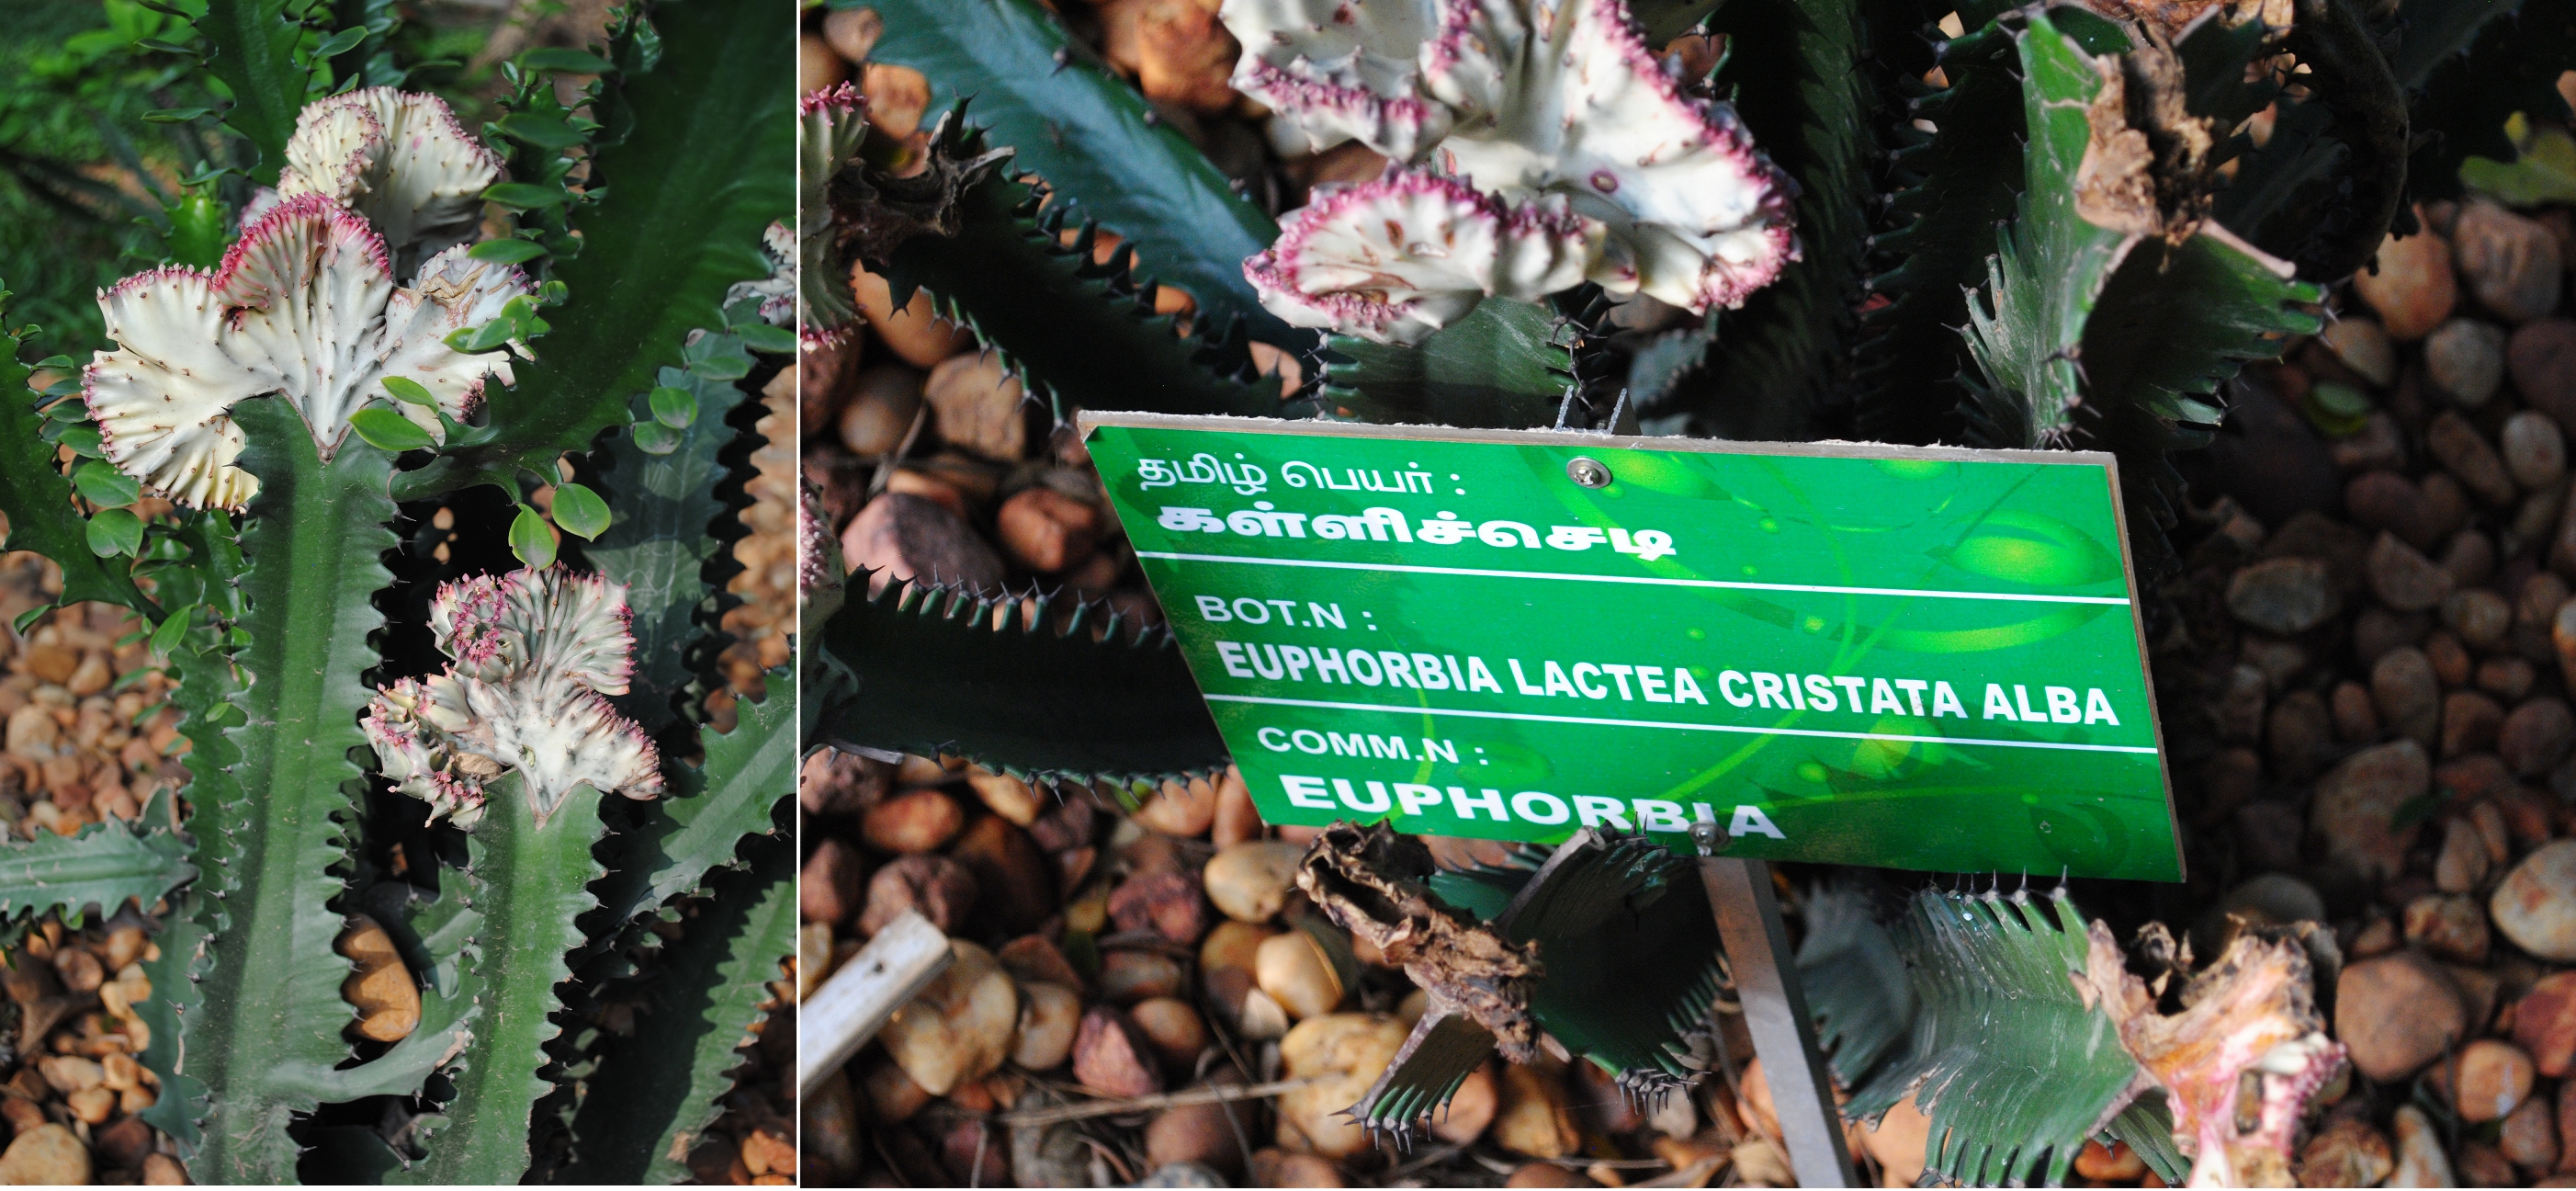 தமிழ் பெயர் :
கள்ளிச்செடி
BOT.N :
EUPHORBIA LACTEA CRISTATA ALBA
COMM.N :
EUPHORBIA